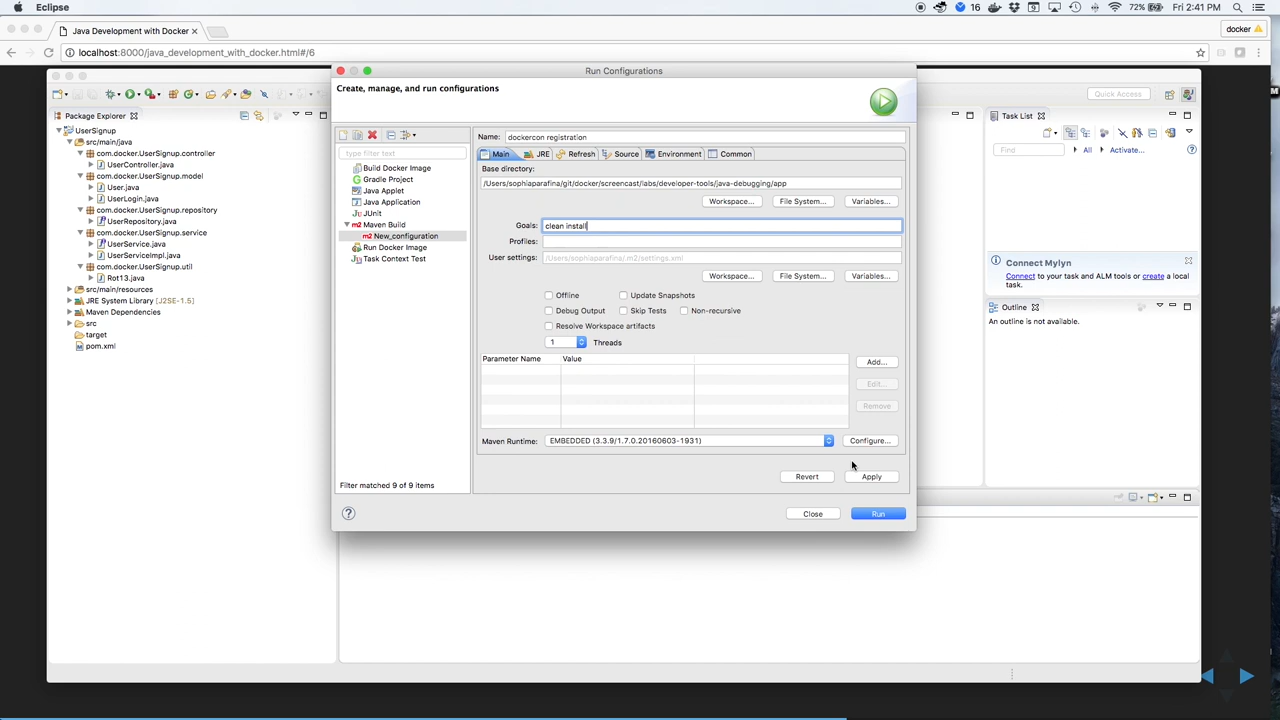 Eclipse
16
72%
Fri 2:41 PM
Java Development with Docker
docker
localhost:8000/java_development_with_docker.html#/6
Run Configurations
Create, manage, and run configurations
Quick Access
Package Explorer
UserSignup
src/main/java
com.docker.UserSignup.controller
UserController.java
com.docker.UserSignup.model
User.java
UserLogin.java
com.docker.UserSignup.repository
UserRepository.java
com.docker.UserSignup.service
UserService.java
UserServiceImpl.java
com.docker.UserSignup.util
Rot13.java
src/main/resources
JRE System Library [J2SE-1.5]
Maven Dependencies
src
target
pom.xml
type filter text
Build Docker Image
Gradle Project
Java Applet
Java Application
JUnit
Maven Build
New_configuration
Run Docker Image
Task Context Test
Filter matched 9 of 9 items
Name: dockercon registration
Main JRE Refresh Source Environment Common
Base directory:
/Users/sophiaparafina/git/docker/screencast/labs/developer-tools/java-debugging/app
Workspace... File System... Variables...
Goals: clean install
Profiles:
User settings: /Users/sophiaparafina/.m2/settings.xml
Workspace... File System... Variables...
Offline Update Snapshots
Debug Output Skip Tests Non-recursive
Resolve Workspace artifacts
1 Threads
Parameter Name Value
Add...
Edit...
Remove
Maven Runtime: EMBEDDED (3.3.9/1.7.0.20160603-1931) Configure...
Revert Apply
Close Run
Task List
Find All Activate...
Connect Mylyn
Connect to your task and ALM tools or create a local
task.
Outline
An outline is not available.